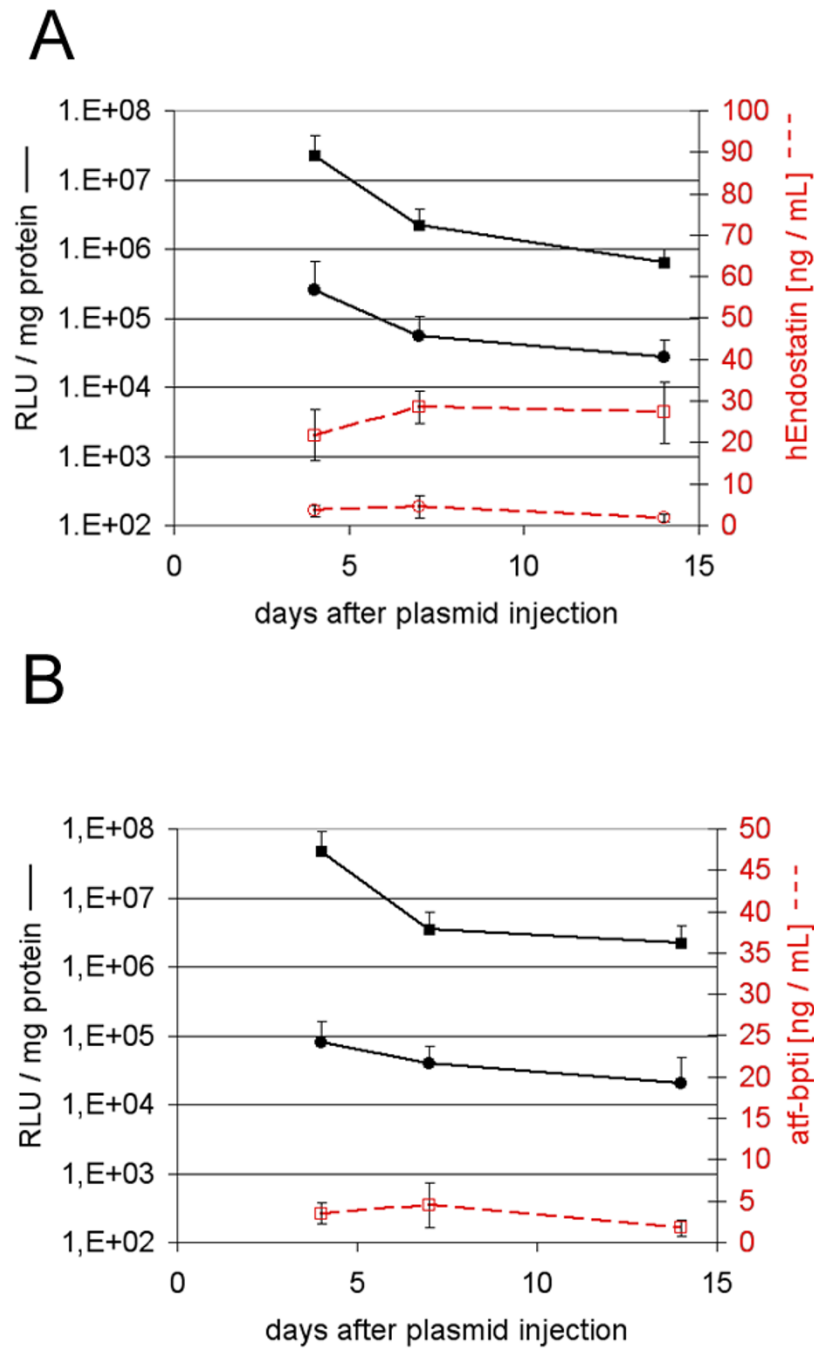 A
1.E+08
1.E+07
1.E+06
1.E+05
1.E+04
1.E+03
1.E+02
RLU / mg protein
100
90
80
70
60
50
40
30
20
10
0
hEndostatin [ng / mL]
0 5 10 15
days after plasmid injection
B
1,E+08
1,E+07
1,E+06
1,E+05
1,E+04
1,E+03
1,E+02
RLU / mg protein
50
45
40
35
30
25
20
15
10
5
0
atf-bpti [ng / mL]
0 5 10 15
days after plasmid injection